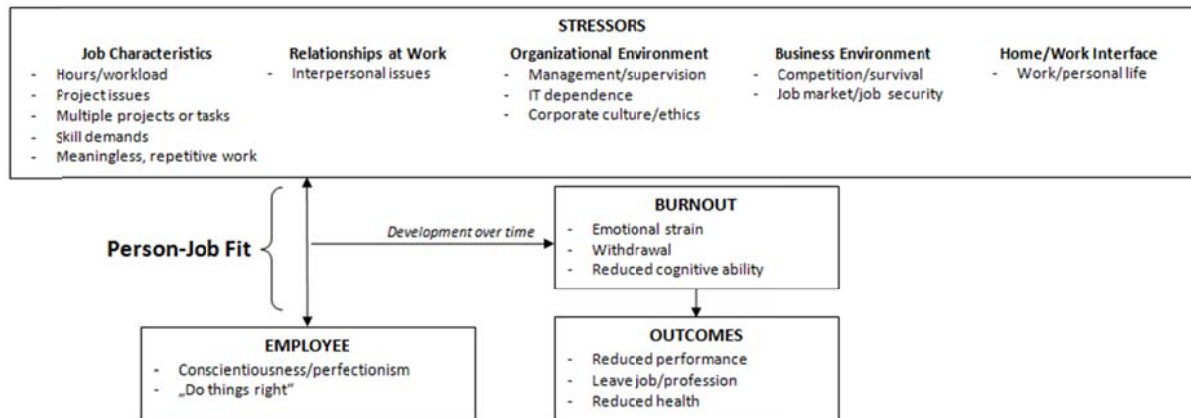 STRESSORS
Job Characteristics
- Hours/workload
- Project issues
- Multiple projects or tasks
- Skill demands
- Meaningless, repetitive work
Relationships at Work
- Interpersonal issues
Organizational Environment
- Management/supervision
- IT dependence
- Corporate culture/ethics
Business Environment
- Competition/survival
- Job market/job security
Home/Work Interface
- Work/personal life
Person-Job Fit
Development over time
BURNOUT
- Emotional strain
- Withdrawal
- Reduced cognitive ability
EMPLOYEE
- Conscientiousness/perfectionism
- „Do things right“
OUTCOMES
- Reduced performance
- Leave job/profession
- Reduced health